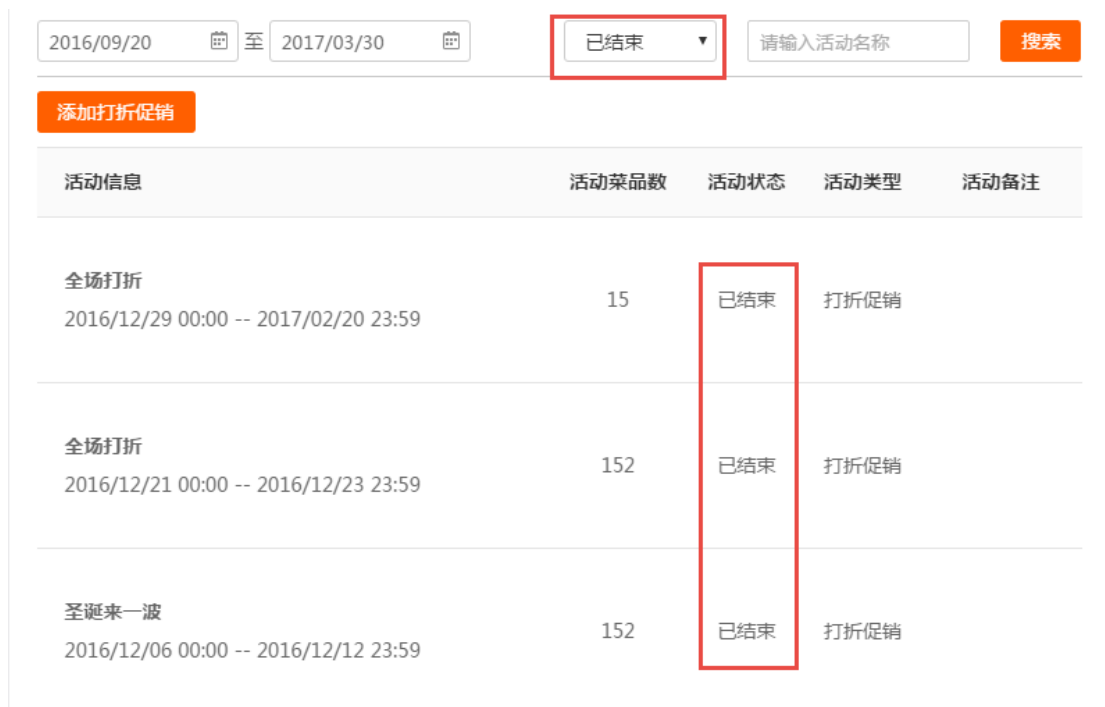 2016/09/20 至 2017/03/30 已结束 请输入活动名称 搜索
添加打折促销
活动信息 活动菜品数 活动状态 活动类型 活动备注
全场打折
2016/12/29 00:00 -- 2017/02/20 23:59 15 已结束 打折促销
全场打折
2016/12/21 00:00 -- 2016/12/23 23:59 152 已结束 打折促销
圣诞来一波
2016/12/06 00:00 -- 2016/12/12 23:59 152 已结束 打折促销